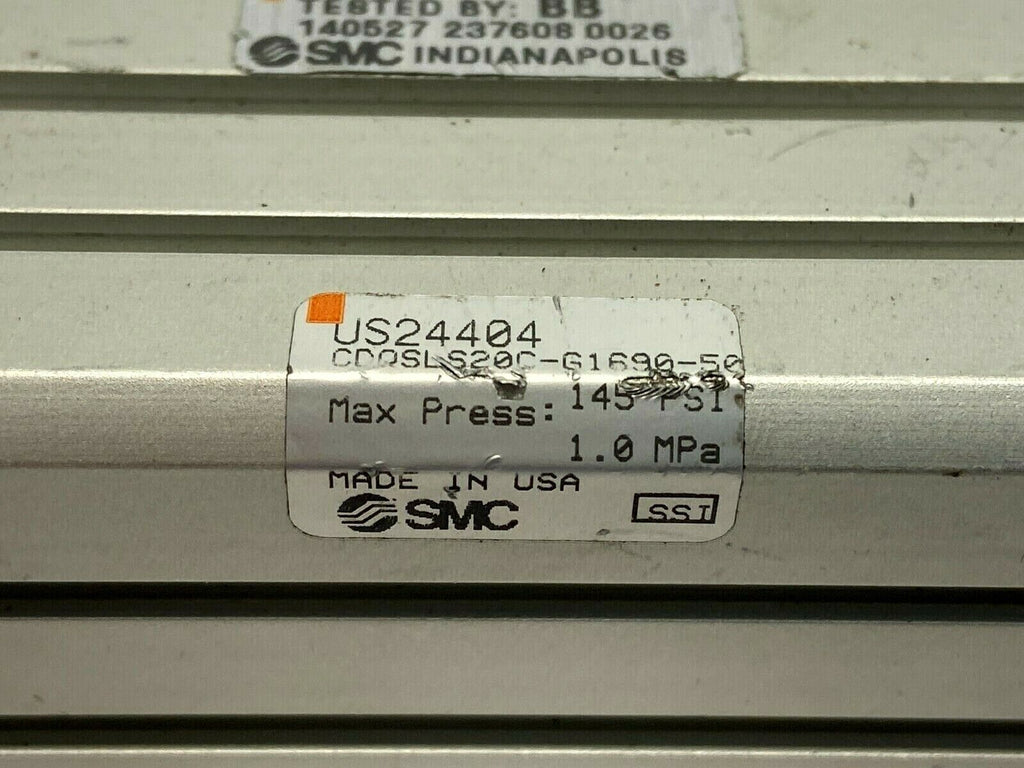 TESTED BY: BB
140527 237608 0026
SMC INDIANAPOLIS
US24404
CDQSLS20C-G1690-50
Max Press: 145 PSI
1.0 MPa
MADE IN USA
SMC SSI